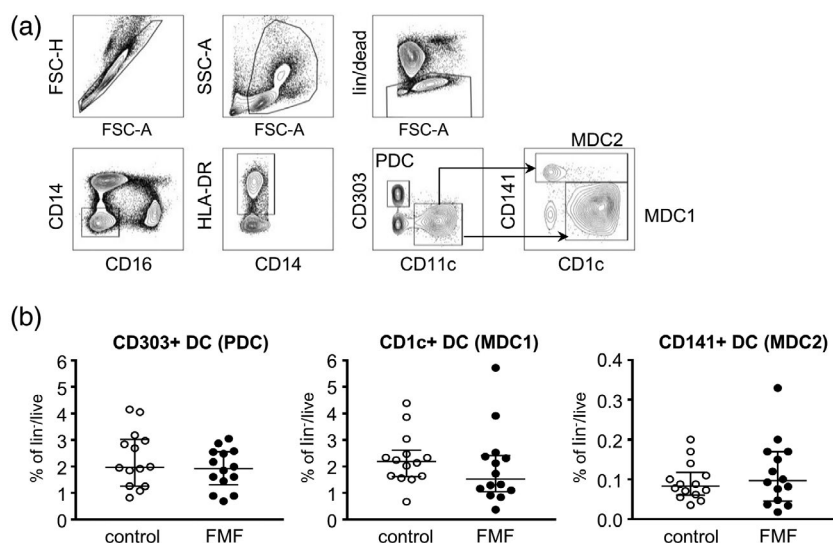 (a)
FSC-H
FSC-A
SSC-A
FSC-A
lin/dead
FSC-A
CD14
CD16
HLA-DR
CD14
PDC
CD303
CD11c
MDC2
CD141
MDC1
CD1c
(b)
CD303+ DC (PDC)
% of lin⁻/live
6
5
4
3
2
1
0
control
FMF
CD1c+ DC (MDC1)
% of lin⁻/live
6
5
4
3
2
1
0
control
FMF
CD141+ DC (MDC2)
% of lin⁻/live
0.4
0.3
0.2
0.1
0.0
control
FMF